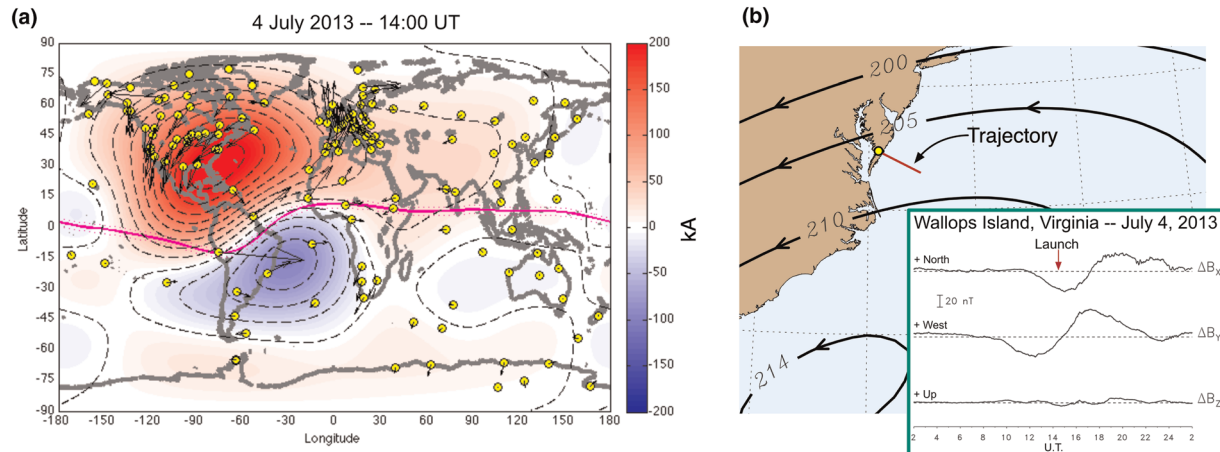 (a)
4 July 2013 -- 14:00 UT
90
75
60
45
30
15
0
-15
-30
-45
-60
-75
-90
Latitude
-180 -150 -120 -90 -60 -30 0 30 60 90 120 150 180
Longitude
200
150
100
50
0
-50
-100
-150
-200
kA
(b)
200
205
Trajectory
210
214
Wallops Island, Virginia -- July 4, 2013
Launch
+ North
ΔBX
20 nT
+ West
ΔBY
+ Up
ΔBZ
2 4 6 8 10 12 14 16 18 20 22 24 2
U.T.